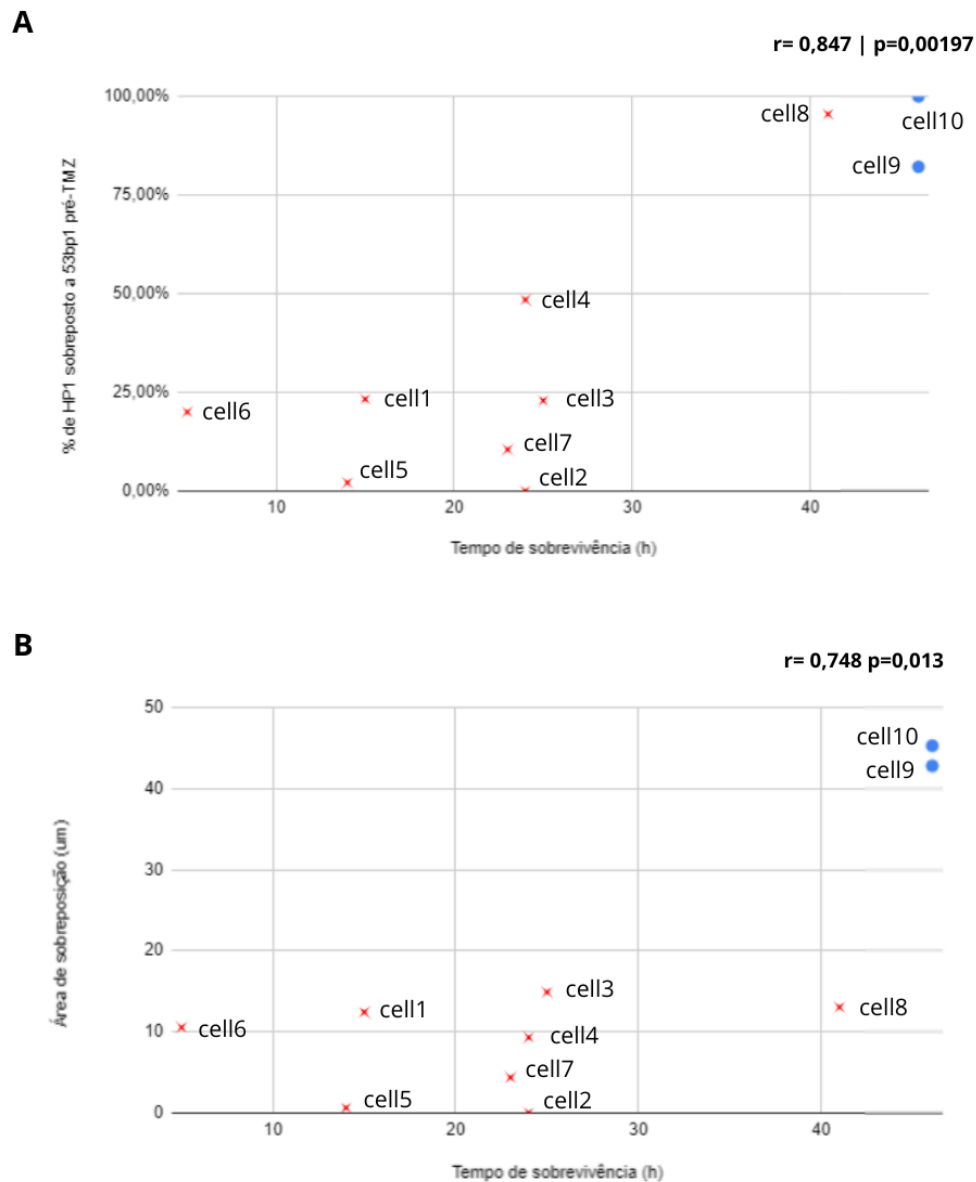 A
r= 0,847 | p=0,00197
% de HP1 sobreposto a 53bp1 pré-TMZ
100,00%
75,00%
50,00%
25,00%
0,00%
cell8
cell10
cell9
cell4
cell1
cell3
cell6
cell7
cell5
cell2
10
20
30
40
Tempo de sobrevivência (h)
B
r= 0,748 p=0,013
Área de sobreposição (um)
50
40
30
20
10
0
cell10
cell9
cell3
cell1
cell8
cell6
cell4
cell7
cell5
cell2
10
20
30
40
Tempo de sobrevivência (h)